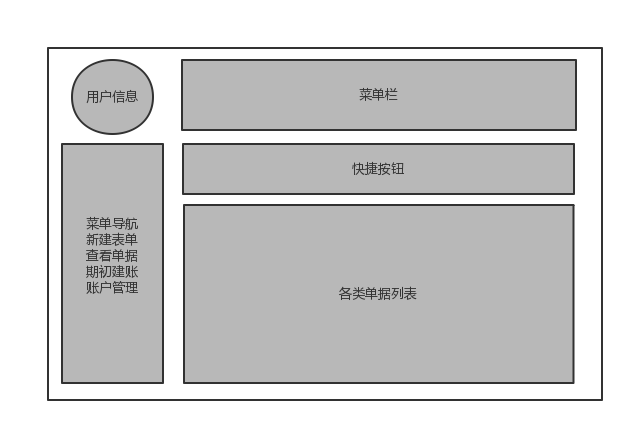 用户信息
菜单栏
快捷按钮
菜单导航
新建表单
查看单据
期初建账
账户管理
各类单据列表